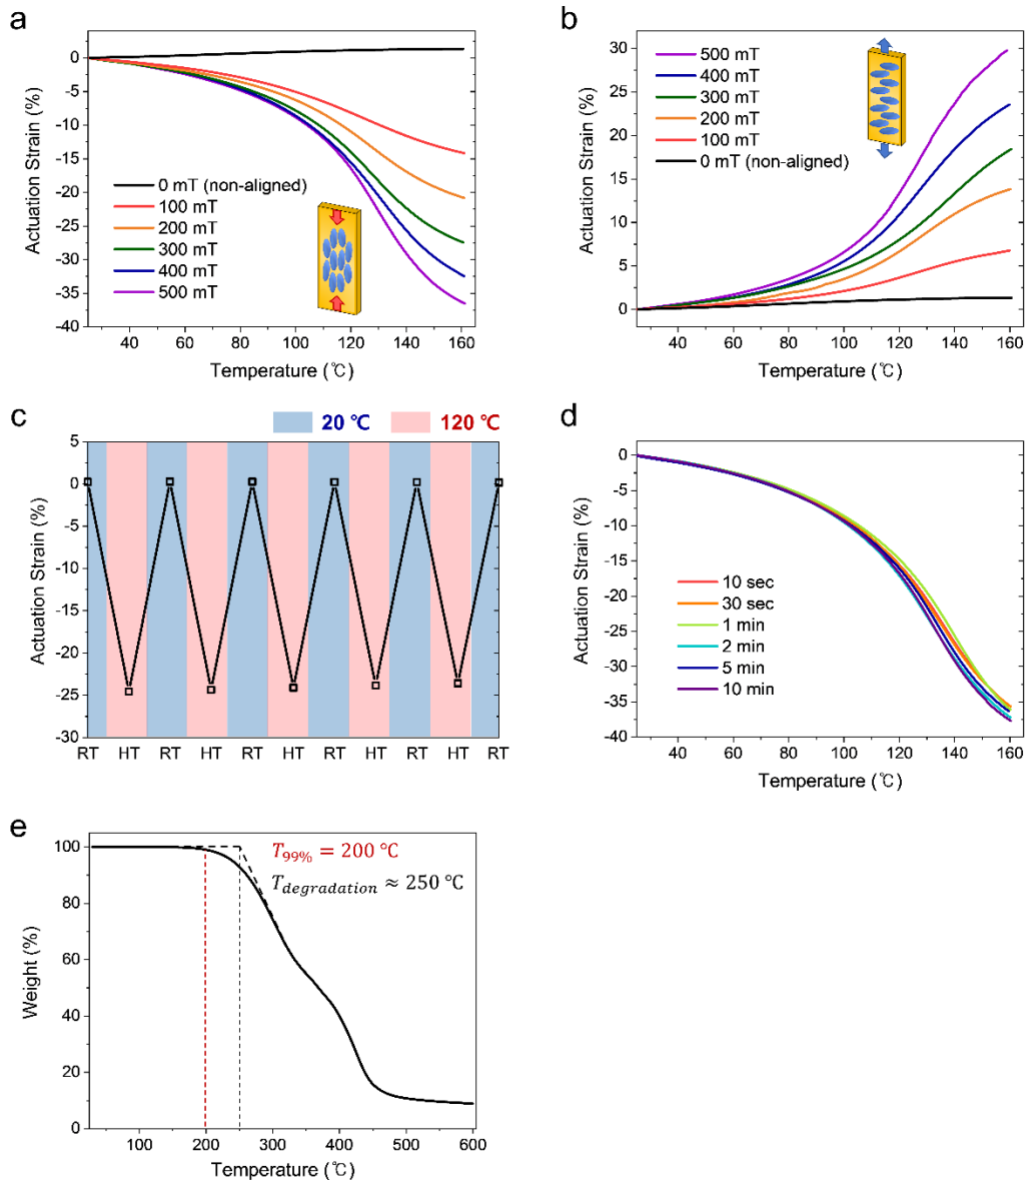 a
Actuation Strain (%)
0
-5
-10
-15
-20
-25
-30
-35
-40
0 mT (non-aligned)
100 mT
200 mT
300 mT
400 mT
500 mT
40 60 80 100 120 140 160
Temperature (℃)
b
Actuation Strain (%)
30
25
20
15
10
5
0
500 mT
400 mT
300 mT
200 mT
100 mT
0 mT (non-aligned)
40 60 80 100 120 140 160
Temperature (℃)
c
20 ℃ 120 ℃
Actuation Strain (%)
5
0
-5
-10
-15
-20
-25
-30
RT HT RT HT RT HT RT HT RT HT RT
d
Actuation Strain (%)
0
-5
-10
-15
-20
-25
-30
-35
-40
10 sec
30 sec
1 min
2 min
5 min
10 min
40 60 80 100 120 140 160
Temperature (℃)
e
Weight (%)
100
80
60
40
20
0
T99% = 200 ℃
Tdegradation ≈ 250 ℃
100 200 300 400 500 600
Temperature (℃)